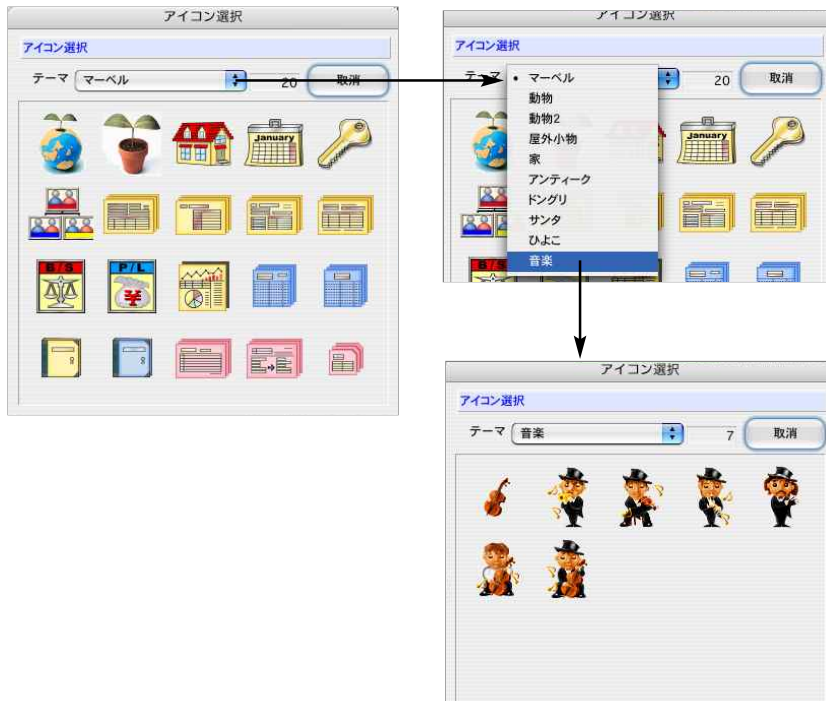 アイコン選択
アイコン選択
テーマ マーベル 20 取消
January
B/S P/L
¥
アイコン選択
アイコン選択
テーマ 20 取消
・ マーベル
動物
動物2
屋外小物
家
アンティーク
ドングリ
サンタ
ひよこ
音楽
January
B/S
アイコン選択
アイコン選択
テーマ 音楽 7 取消